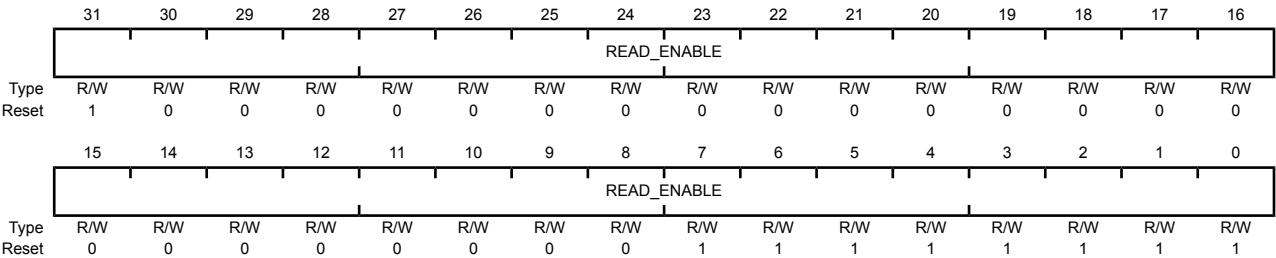 31 30 29 28 27 26 25 24 23 22 21 20 19 18 17 16
READ_ENABLE
Type R/W R/W R/W R/W R/W R/W R/W R/W R/W R/W R/W R/W R/W R/W R/W R/W
Reset 1 0 0 0 0 0 0 0 0 0 0 0 0 0 0 0
15 14 13 12 11 10 9 8 7 6 5 4 3 2 1 0
READ_ENABLE
Type R/W R/W R/W R/W R/W R/W R/W R/W R/W R/W R/W R/W R/W R/W R/W R/W
Reset 0 0 0 0 0 0 0 0 1 1 1 1 1 1 1 1